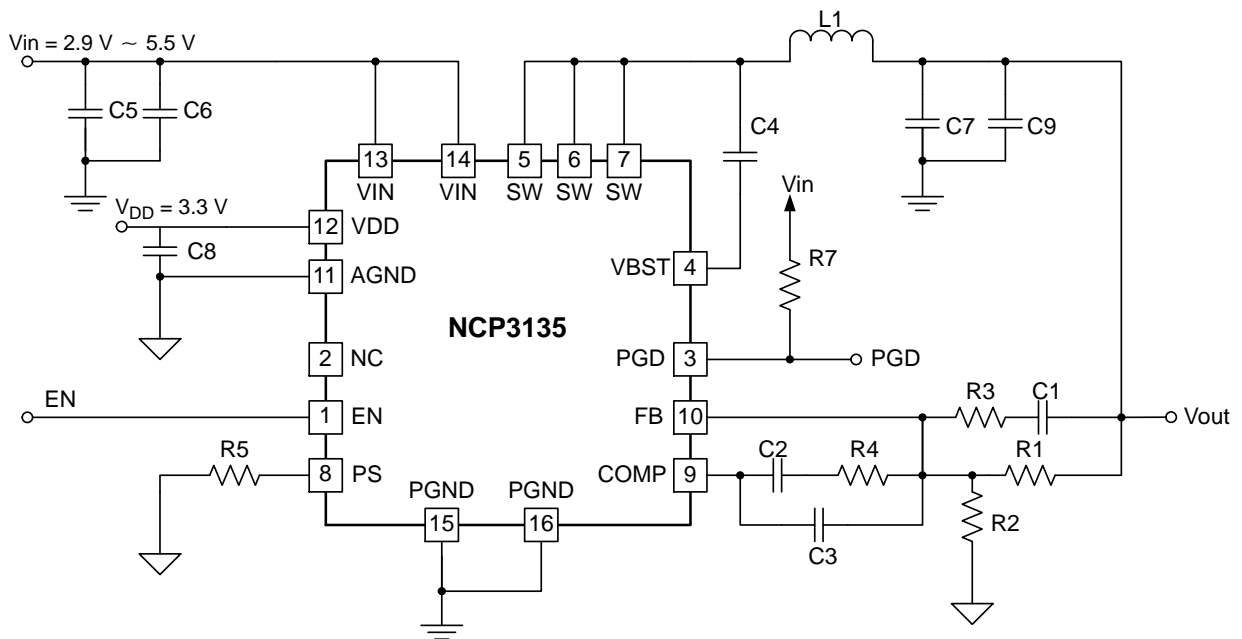 L1
Vin = 2.9 V ~ 5.5 V
C5 C6
C4
C7 C9
13 14 5 6 7
VIN VIN SW SW SW
Vin
VDD = 3.3 V
12 VDD
C8
11 AGND
VBST 4
R7
NCP3135
2 NC
PGD 3
PGD
EN
1 EN
FB 10
R3 C1
Vout
R5
8 PS
COMP 9
C2 R4
R1
PGND PGND
15 16
R2
C3